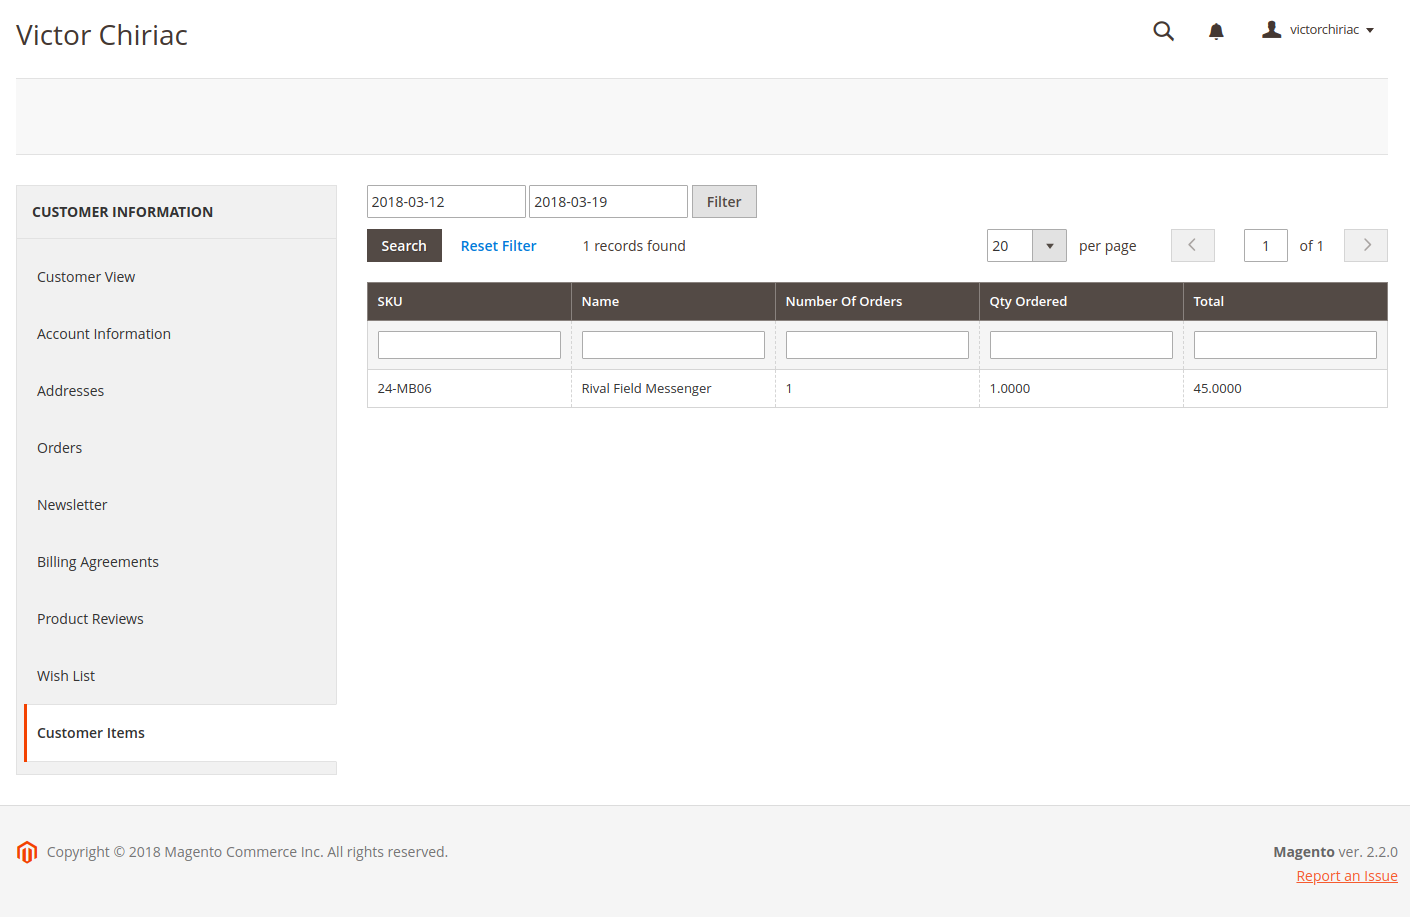 Victor Chiriac
victorchiriac
CUSTOMER INFORMATION
Customer View
Account Information
Addresses
Orders
Newsletter
Billing Agreements
Product Reviews
Wish List
Customer Items
2018-03-12 2018-03-19 Filter
Search Reset Filter 1 records found 20 per page 1 of 1
SKU Name Number Of Orders Qty Ordered Total
24-MB06 Rival Field Messenger 1 1.0000 45.0000
Copyright © 2018 Magento Commerce Inc. All rights reserved.
Magento ver. 2.2.0
Report an Issue